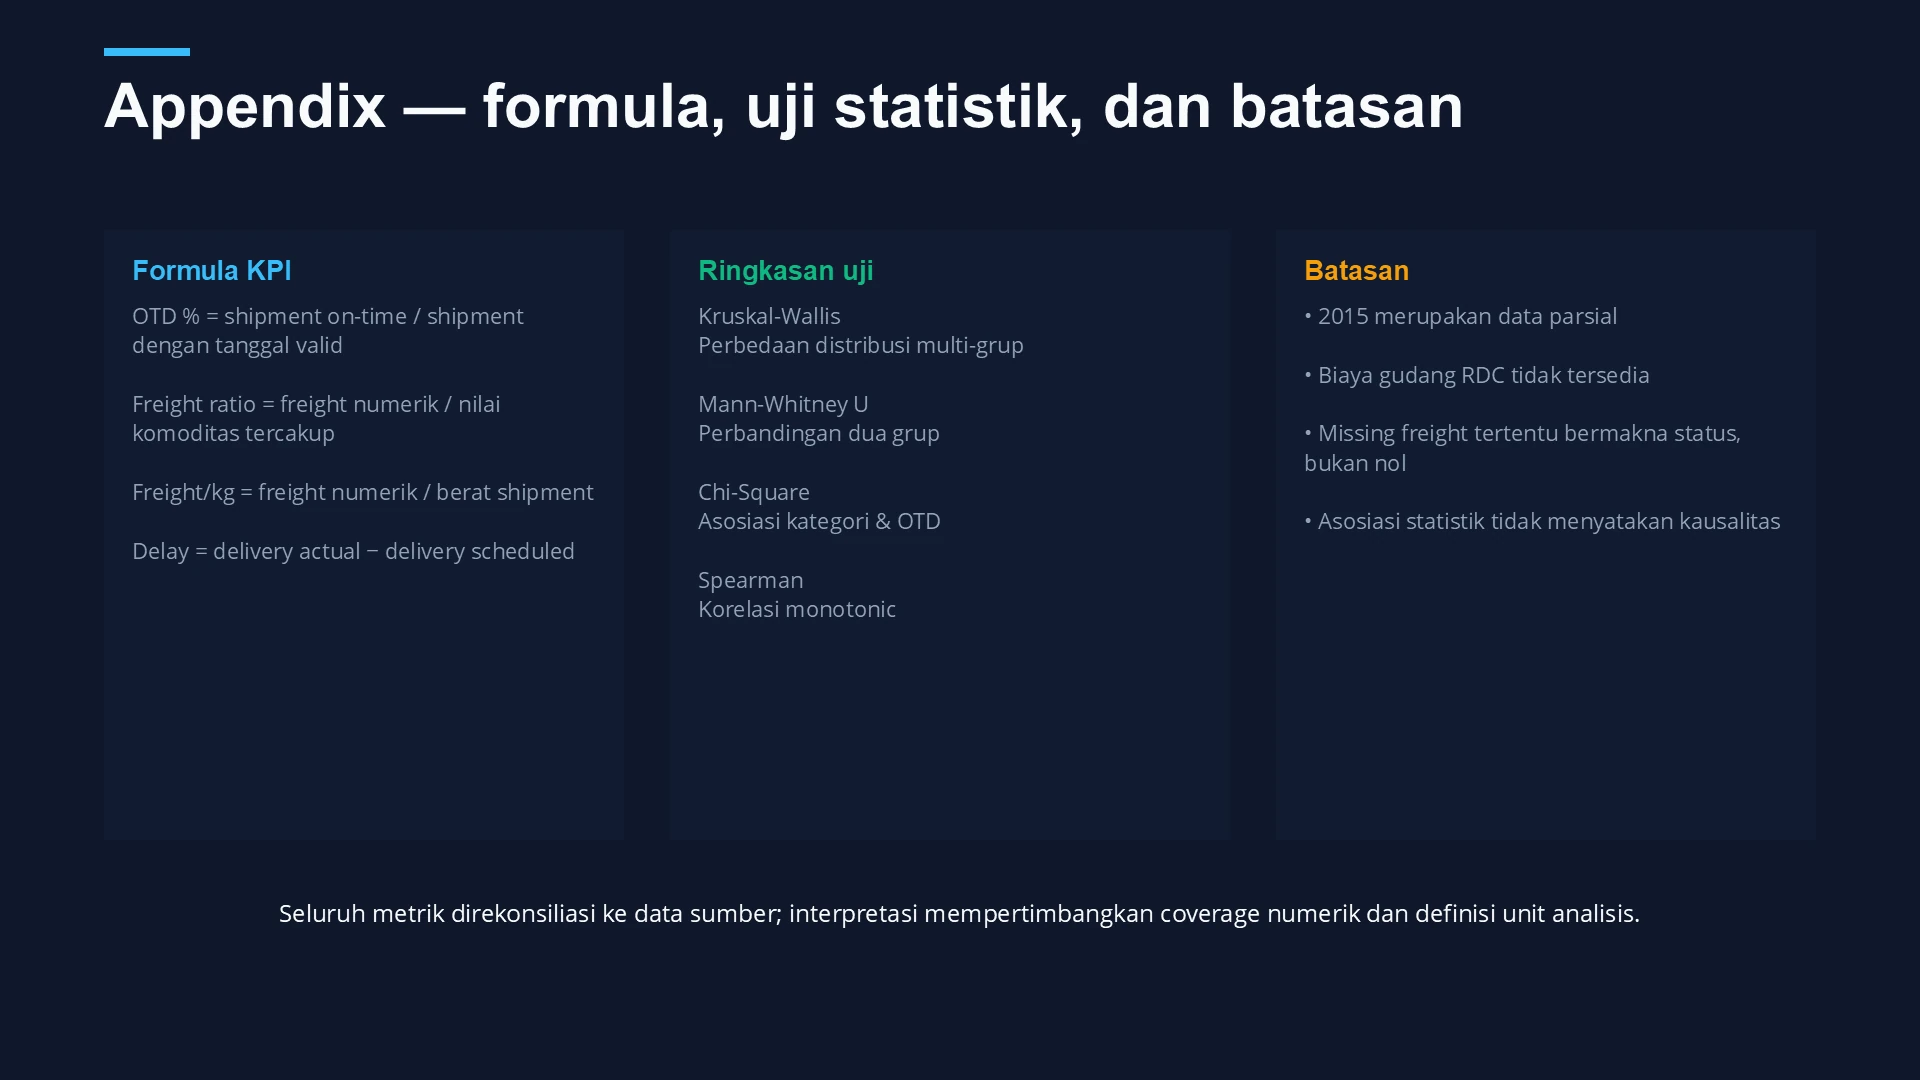 Appendix — formula, uji statistik, dan batasan
Formula KPI
OTD % = shipment on-time / shipment
dengan tanggal valid
Freight ratio = freight numerik / nilai
komoditas tercakup
Freight/kg = freight numerik / berat shipment
Delay = delivery actual − delivery scheduled
Ringkasan uji
Kruskal-Wallis
Perbedaan distribusi multi-grup
Mann-Whitney U
Perbandingan dua grup
Chi-Square
Asosiasi kategori & OTD
Spearman
Korelasi monotonic
Batasan
• 2015 merupakan data parsial
• Biaya gudang RDC tidak tersedia
• Missing freight tertentu bermakna status,
bukan nol
• Asosiasi statistik tidak menyatakan kausalitas
Seluruh metrik direkonsiliasi ke data sumber; interpretasi mempertimbangkan coverage numerik dan definisi unit analisis.